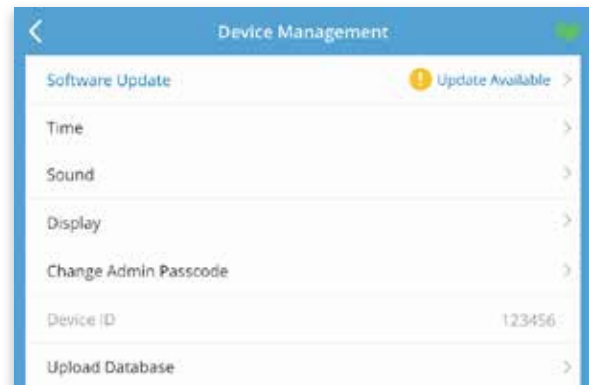 Device Management
Software Update Update Available
Time
Sound
Display
Change Admin Passcode
Device ID 123456
Upload Database